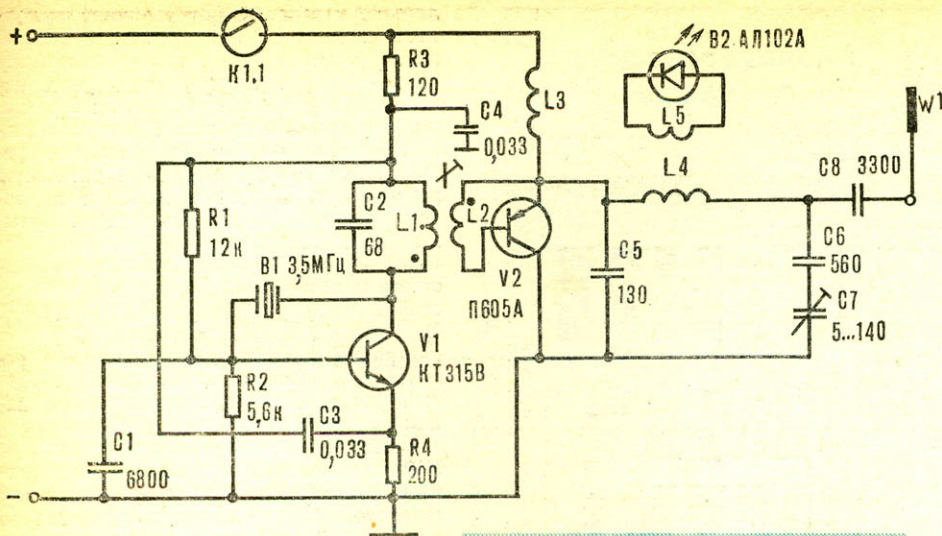 +
К1,1
R3
120
C4
0,033
L3
B2 АЛ102А
L5
W1
L4
C8 3300
R1
12к
C2
68
L1
L2
V2
П605А
C5
130
C6
560
C7
5...140
B1 3,5МГц
V1
КТ315В
R2
5,6к
C3
0,033
R4
200
C1
6800
-